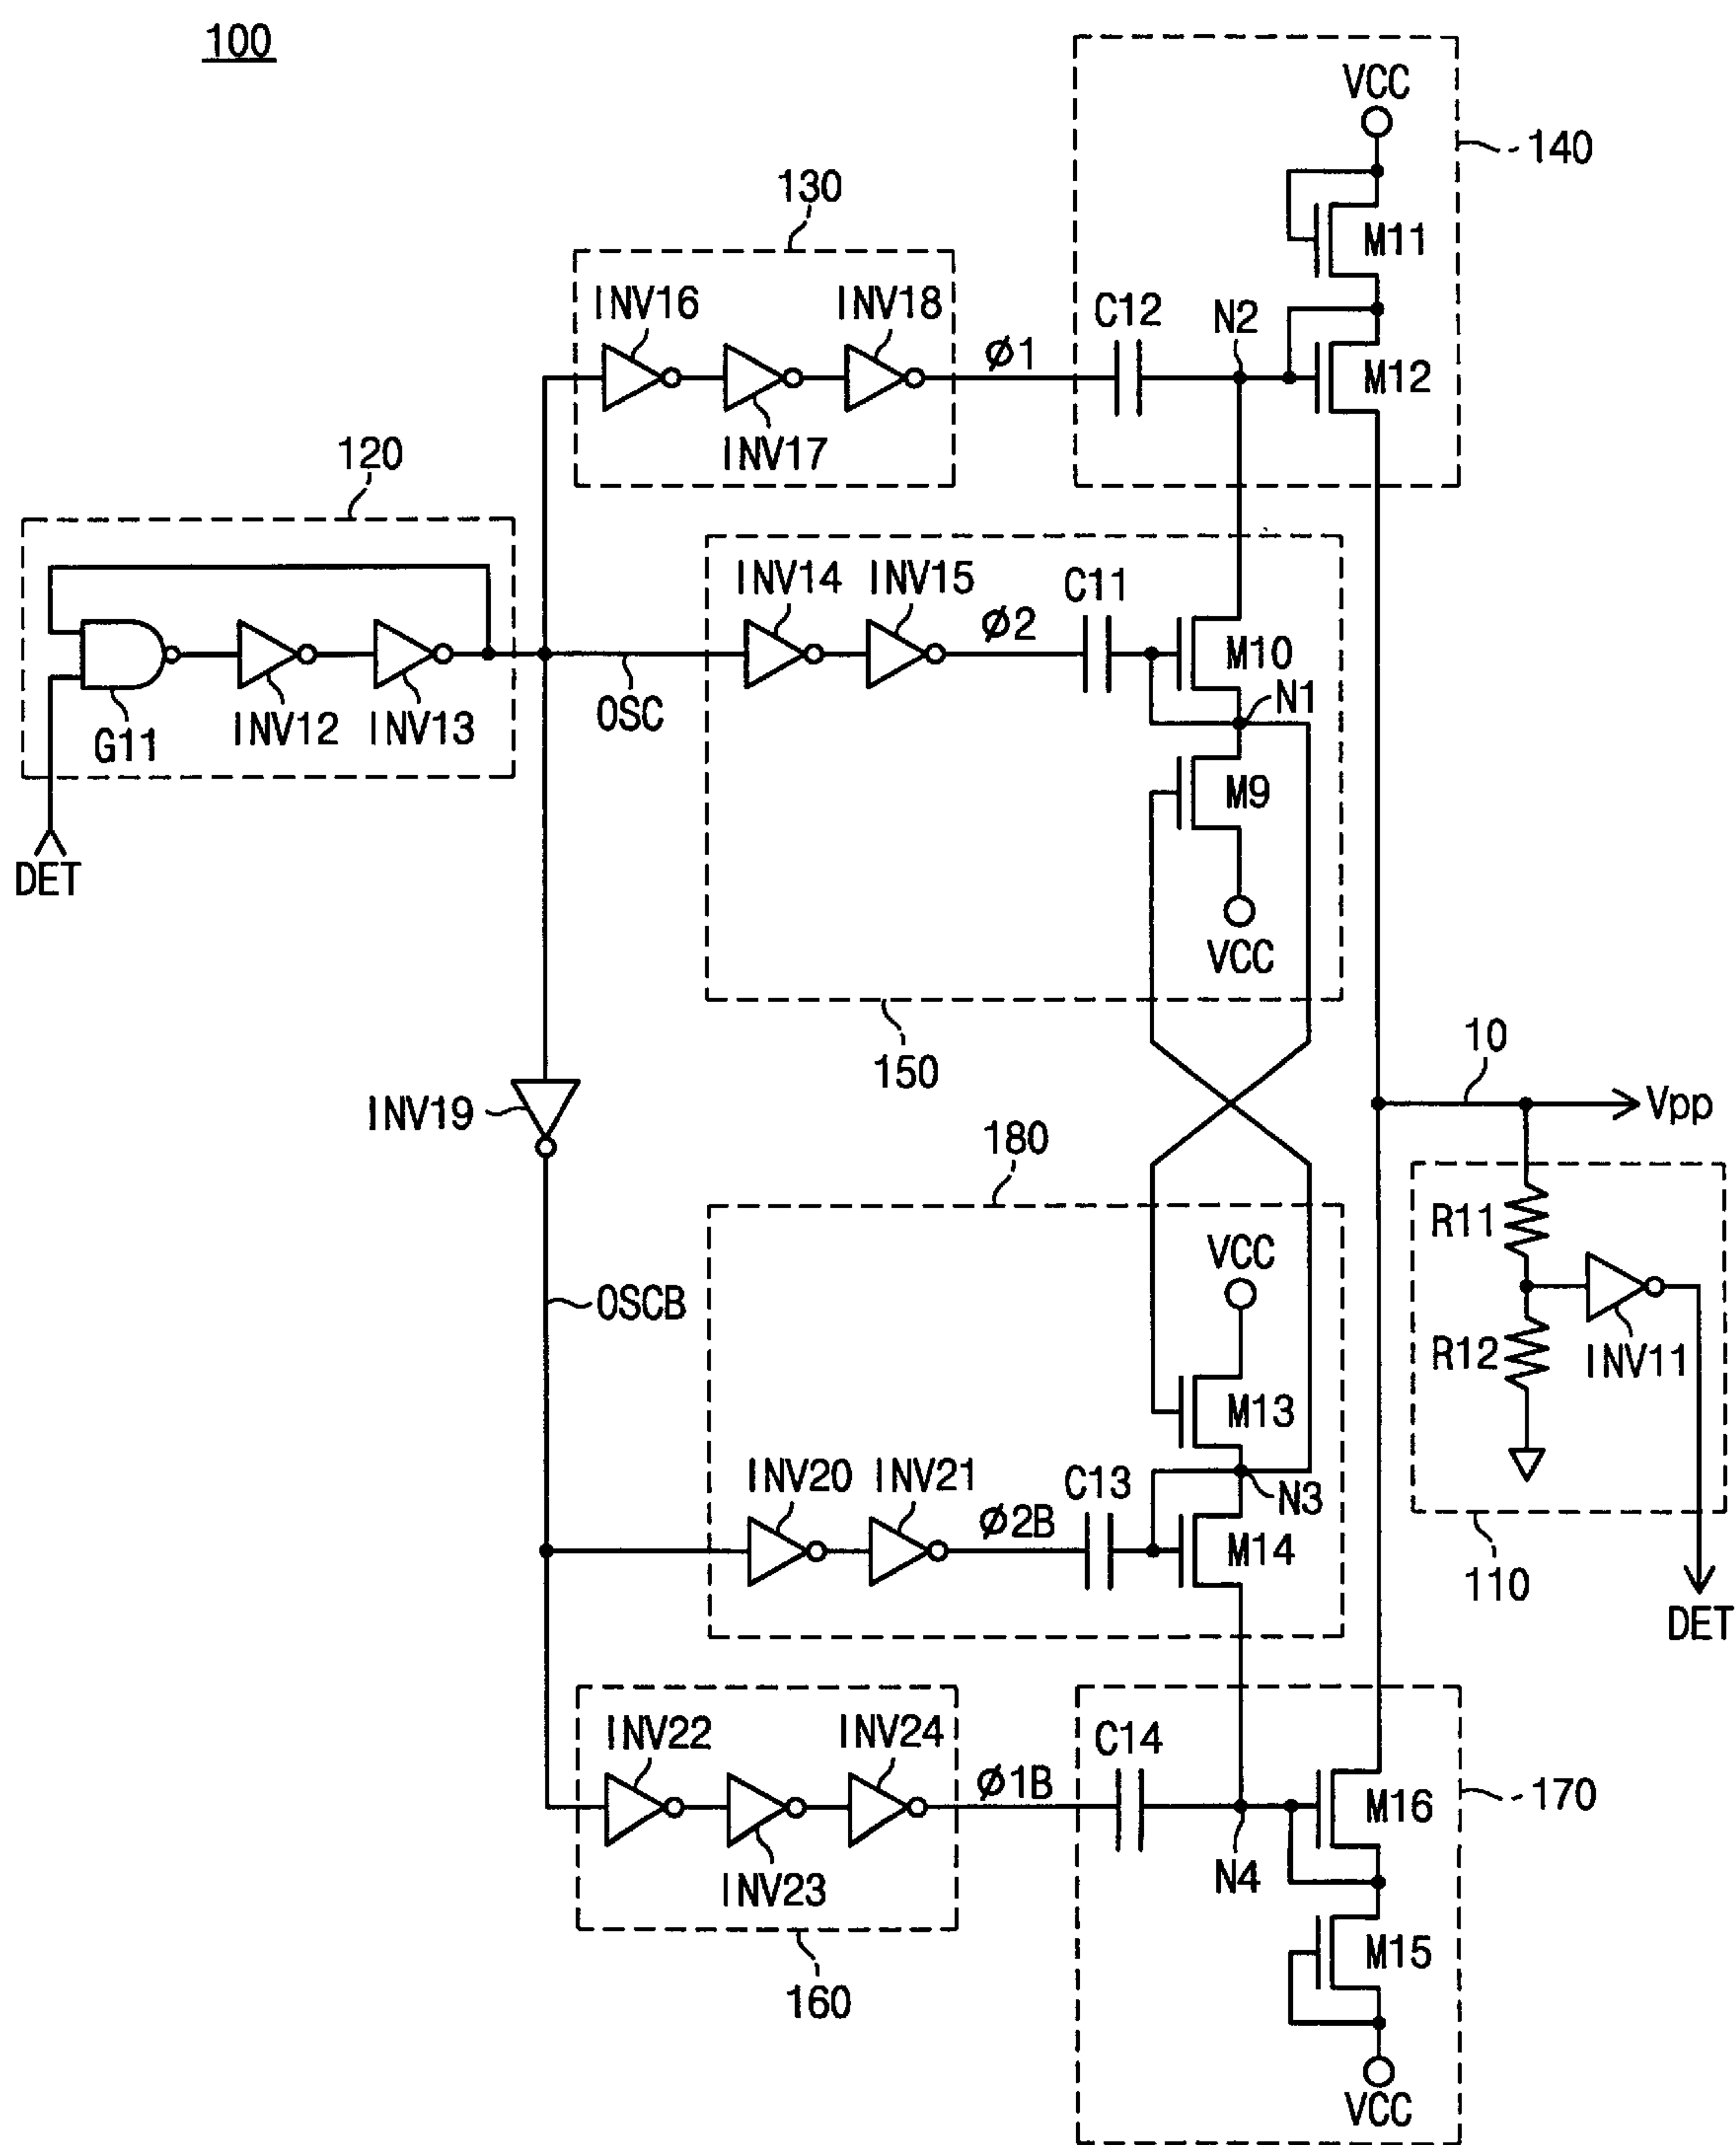 100
VCC
140
M11
130
INV16
INV18
C12
N2
ø1
M12
INV17
120
INV14
INV15
C11
ø2
M10
N1
OSC
G11
INV12
INV13
M9
DET
VCC
150
10
INV19
Vpp
180
R11
VCC
OSCB
R12
INV11
M13
INV20
INV21
C13
N3
ø2B
M14
110
DET
INV22
INV24
C14
ø1B
M16
170
N4
INV23
M15
160
VCC